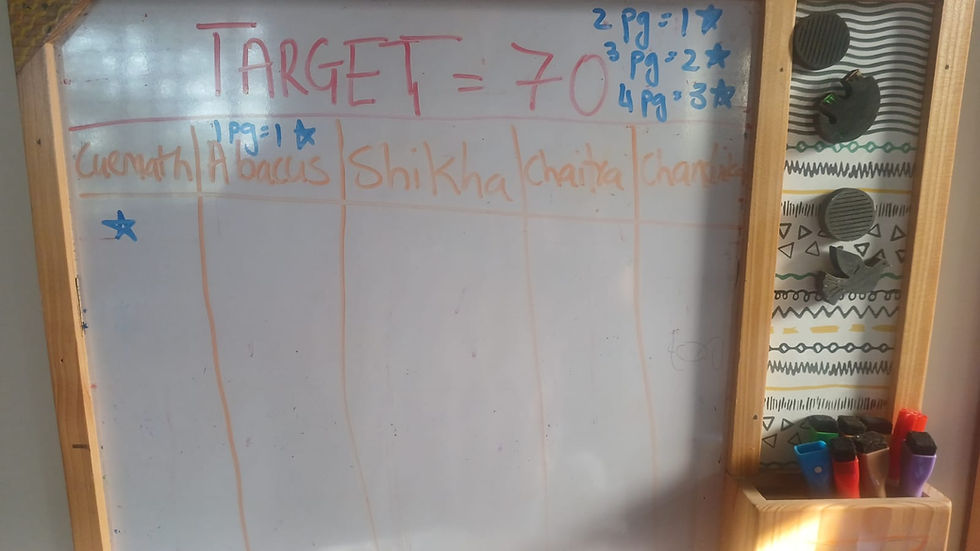 TARGET = 70
2 pg = 1 ★
3 pg = 2 ★
4 pg = 3 ★
1 pg = 1 ★
Cuemath Abacus Shikha Chaitra
★